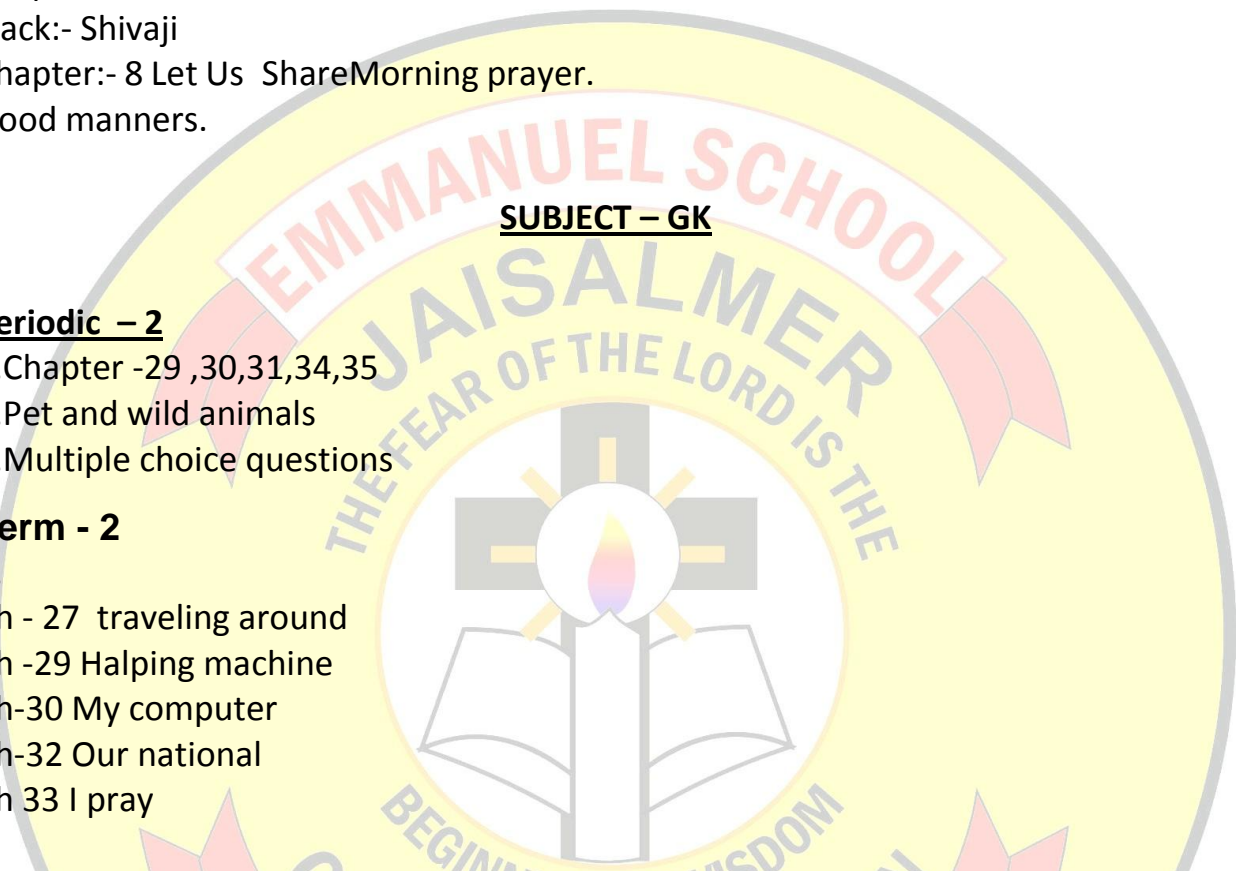 ack:- Shivaji
hapter:- 8 Let Us ShareMorning prayer.
ood manners.
EMMANUEL SCHOOL
SUBJECT – GK
JAISALMER
THE FEAR OF THE LORD IS THE
eriodic – 2
.Chapter -29 ,30,31,34,35
.Pet and wild animals
.Multiple choice questions
erm - 2
h - 27 traveling around
h -29 Halping machine
h-30 My computer
h-32 Our national
h 33 I pray